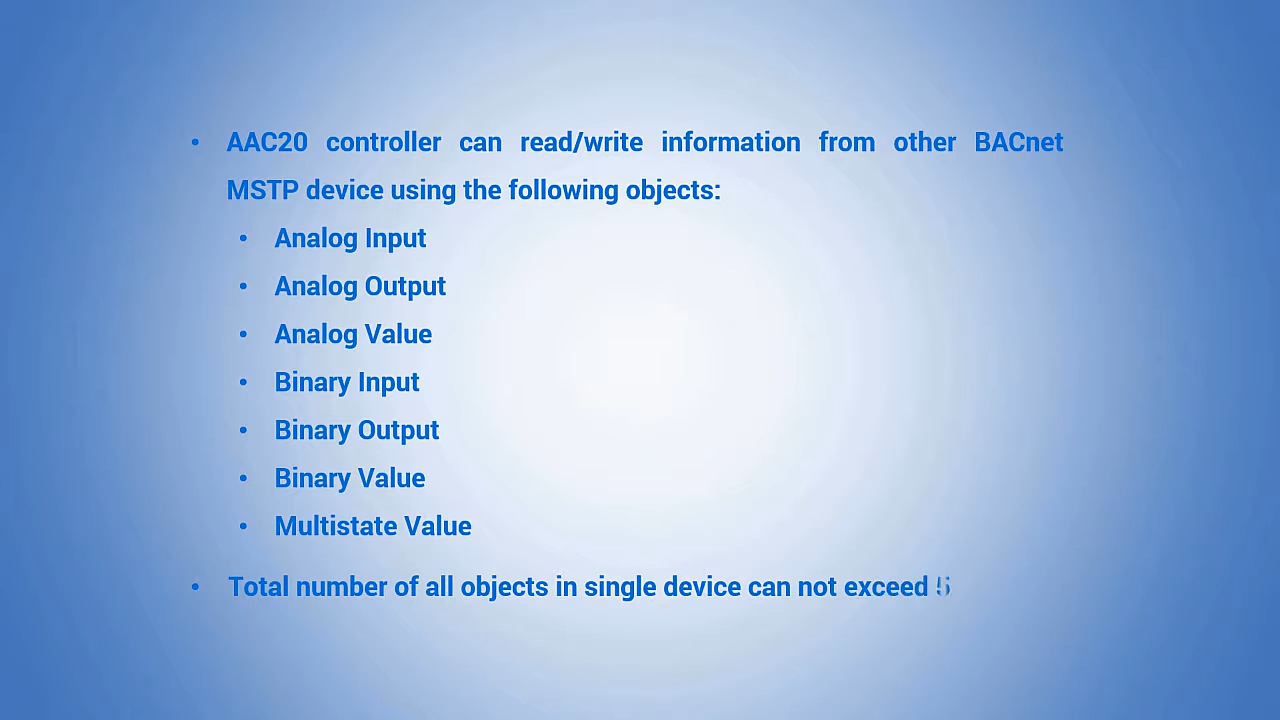 • AAC20 controller can read/write information from other BACnet
MSTP device using the following objects:
• Analog Input
• Analog Output
• Analog Value
• Binary Input
• Binary Output
• Binary Value
• Multistate Value
• Total number of all objects in single device can not exceed